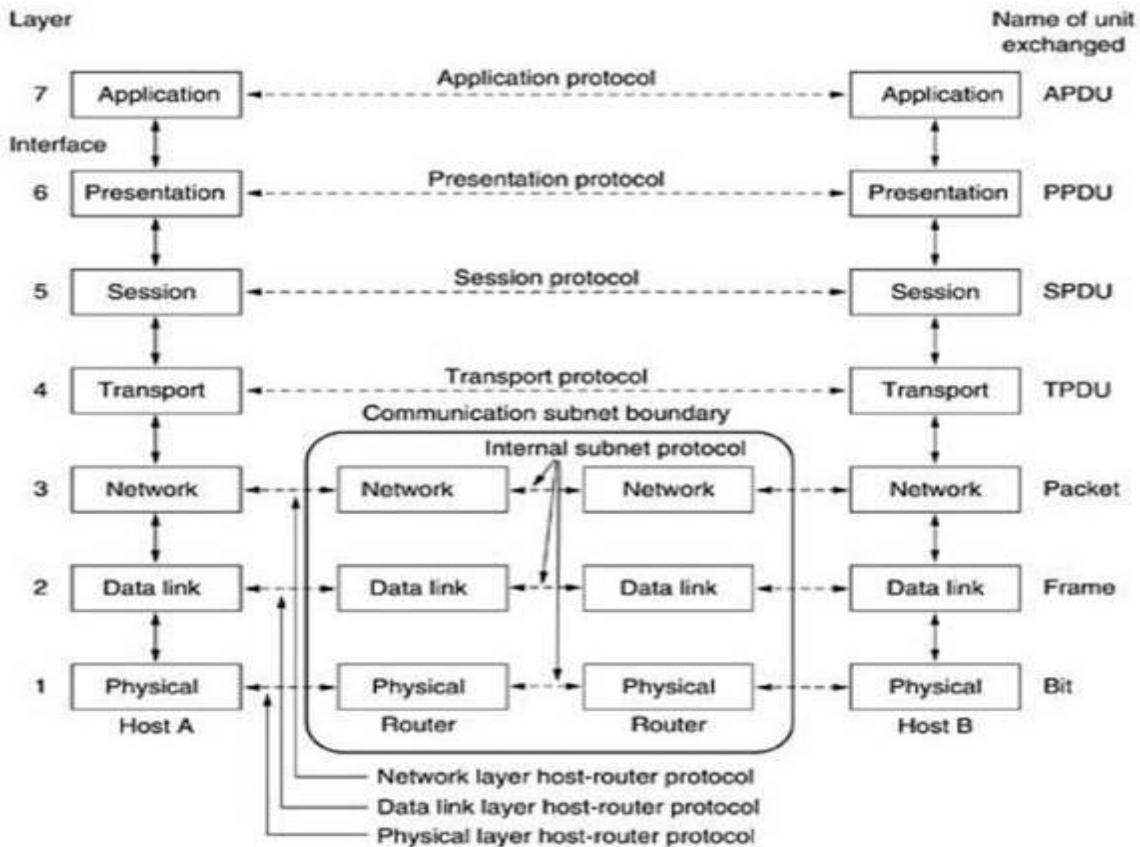 Layer
Name of unit
exchanged
7 Application Application protocol Application APDU
Interface
6 Presentation Presentation protocol Presentation PPDU
5 Session Session protocol Session SPDU
4 Transport Transport protocol Transport TPDU
Communication subnet boundary
Internal subnet protocol
3 Network Network Network Network Packet
2 Data link Data link Data link Data link Frame
1 Physical Physical Physical Physical Bit
Host A Router Router Host B
Network layer host-router protocol
Data link layer host-router protocol
Physical layer host-router protocol